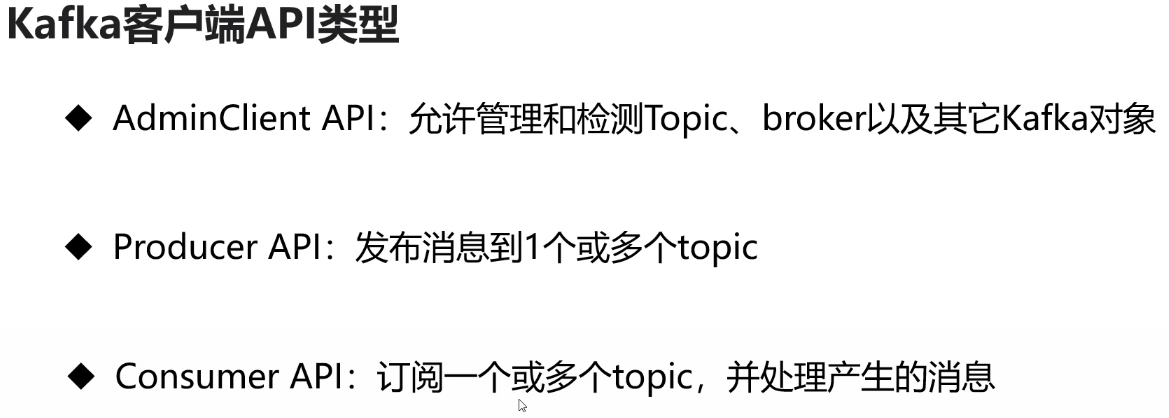 Kafka客户端API类型
◆ AdminClient API：允许管理和检测Topic、broker以及其它Kafka对象
◆ Producer API：发布消息到1个或多个topic
◆ Consumer API：订阅一个或多个topic，并处理产生的消息